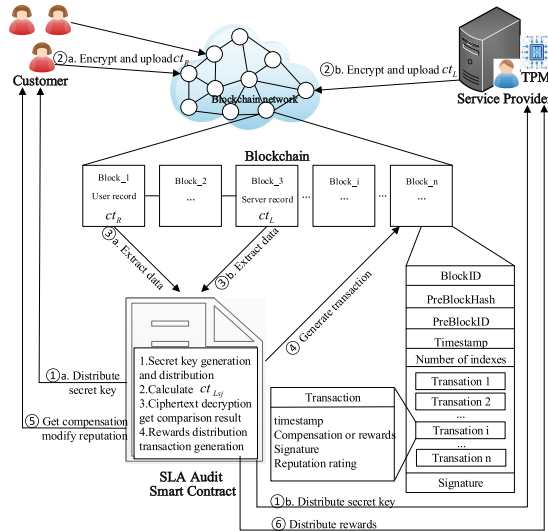 ②a. Encrypt and upload ct_R
Customer
Blockchain network
②b. Encrypt and upload ct_L
TPM
Service Provider
Blockchain
Block_1
User record
ct_R
Block_2
...
Block_3
Server record
ct_L
...
Block_i
...
...
Block_n
...
③a. Extract data
③b. Extract data
④ Generate transaction
BlockID
PreBlockHash
PreBlockID
Timestamp
Number of indexes
Transation 1
Transation 2
...
Transation i
...
Transation n
Signature
1.Secret key generation
and distribution
2.Calculate ct_Lsj
3.Ciphertext decryption
get comparison result
4.Rewards distribution
transaction generation
①a. Distribute
secret key
⑤ Get compensation
modify reputation
Transaction
timestamp
Compensation or rewards
Signature
Reputation rating
SLA Audit
Smart Contract
①b. Distribute secret key
⑥ Distribute rewards